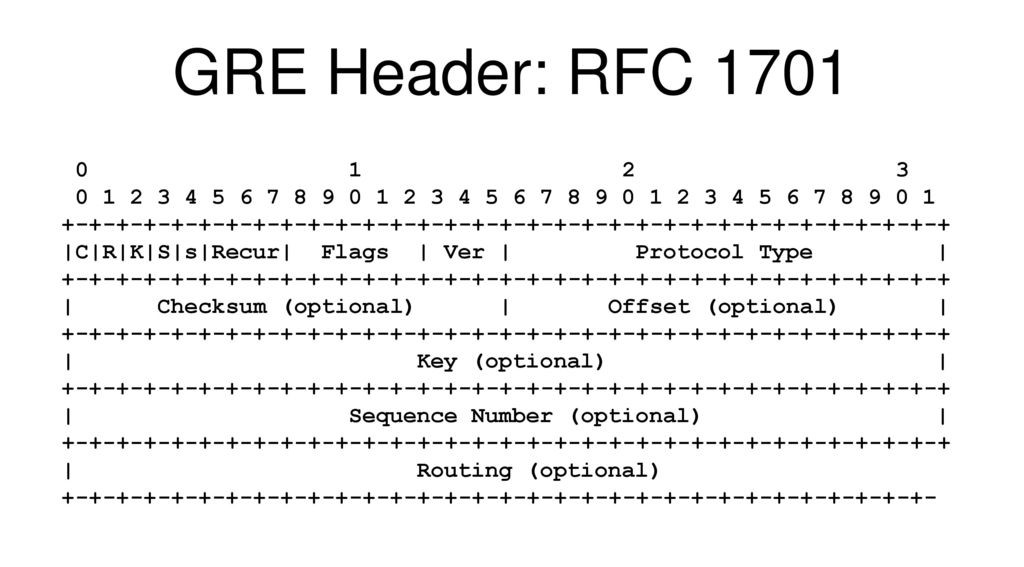 GRE Header: RFC 1701
 0                   1                   2                   3
 0 1 2 3 4 5 6 7 8 9 0 1 2 3 4 5 6 7 8 9 0 1 2 3 4 5 6 7 8 9 0 1
+-+-+-+-+-+-+-+-+-+-+-+-+-+-+-+-+-+-+-+-+-+-+-+-+-+-+-+-+-+-+-+-+
|C|R|K|S|s|Recur|  Flags  | Ver |         Protocol Type         |
+-+-+-+-+-+-+-+-+-+-+-+-+-+-+-+-+-+-+-+-+-+-+-+-+-+-+-+-+-+-+-+-+
|      Checksum (optional)      |       Offset (optional)       |
+-+-+-+-+-+-+-+-+-+-+-+-+-+-+-+-+-+-+-+-+-+-+-+-+-+-+-+-+-+-+-+-+
|                         Key (optional)                        |
+-+-+-+-+-+-+-+-+-+-+-+-+-+-+-+-+-+-+-+-+-+-+-+-+-+-+-+-+-+-+-+-+
|                    Sequence Number (optional)                 |
+-+-+-+-+-+-+-+-+-+-+-+-+-+-+-+-+-+-+-+-+-+-+-+-+-+-+-+-+-+-+-+-+
|                         Routing (optional)
+-+-+-+-+-+-+-+-+-+-+-+-+-+-+-+-+-+-+-+-+-+-+-+-+-+-+-+-+-+-+-+-